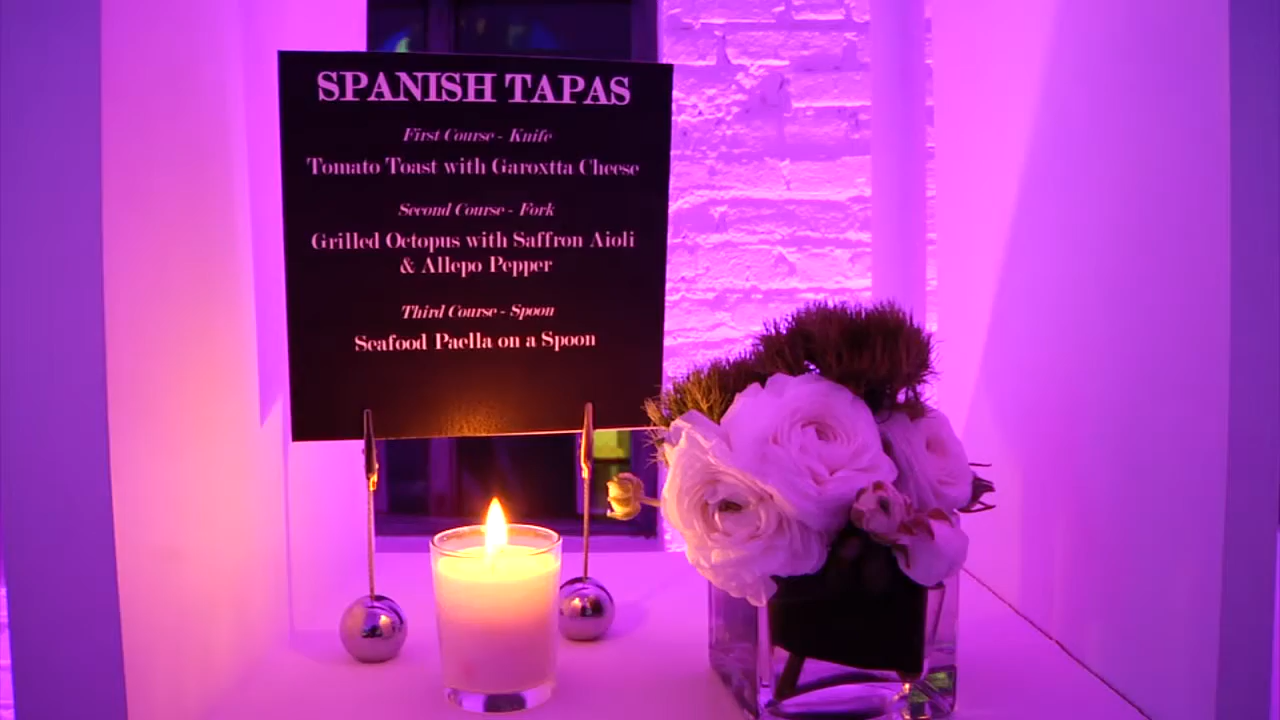 SPANISH TAPAS
First Course - Knife
Tomato Toast with Garoxtta Cheese
Second Course - Fork
Grilled Octopus with Saffron Aioli
& Allepo Pepper
Third Course - Spoon
Seafood Paella on a Spoon